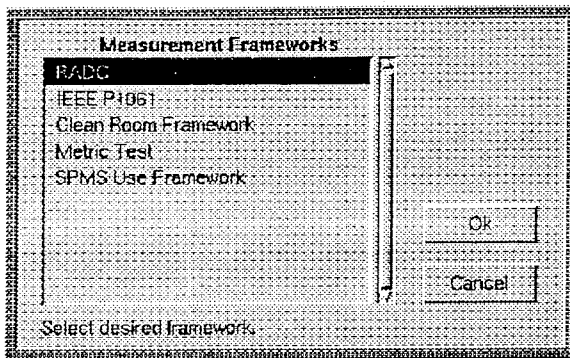 Measurement Frameworks
RADC
IEEE P1061
Clean Room Framework
Metric Test
SPMS Use Framework
Ok
Cancel
Select desired framework.